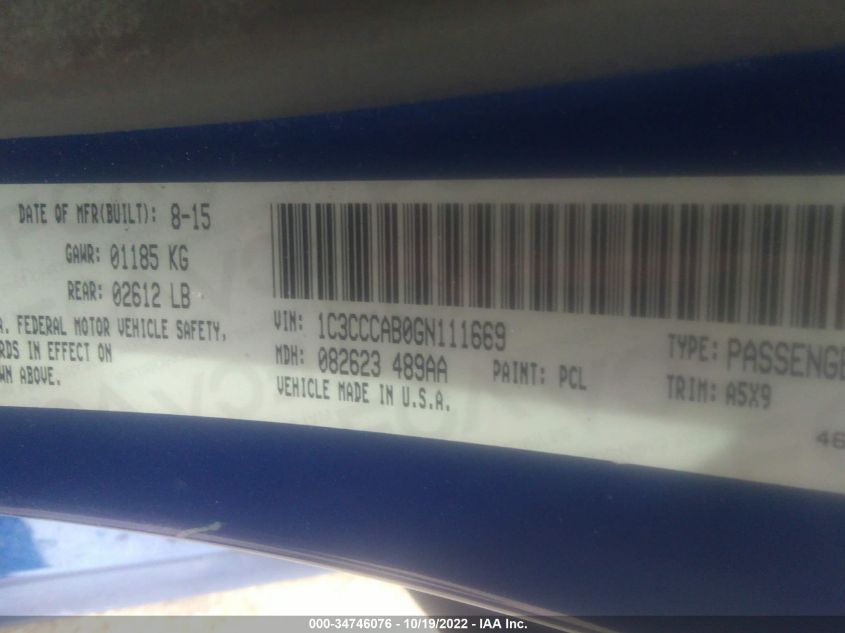 DATE OF MFR(BUILT): 8-15
GAWR: 01185 KG
REAR: 02612 LB
A. FEDERAL MOTOR VEHICLE SAFETY,
RDS IN EFFECT ON
WN ABOVE.
VIN: 1C3CCCAB0GN111669
MDH: 082623 489AA
PAINT: PCL
VEHICLE MADE IN U.S.A.
TYPE: PASSENGE
TRIM: A5X9
46
000-34746076 - 10/19/2022 - IAA Inc.